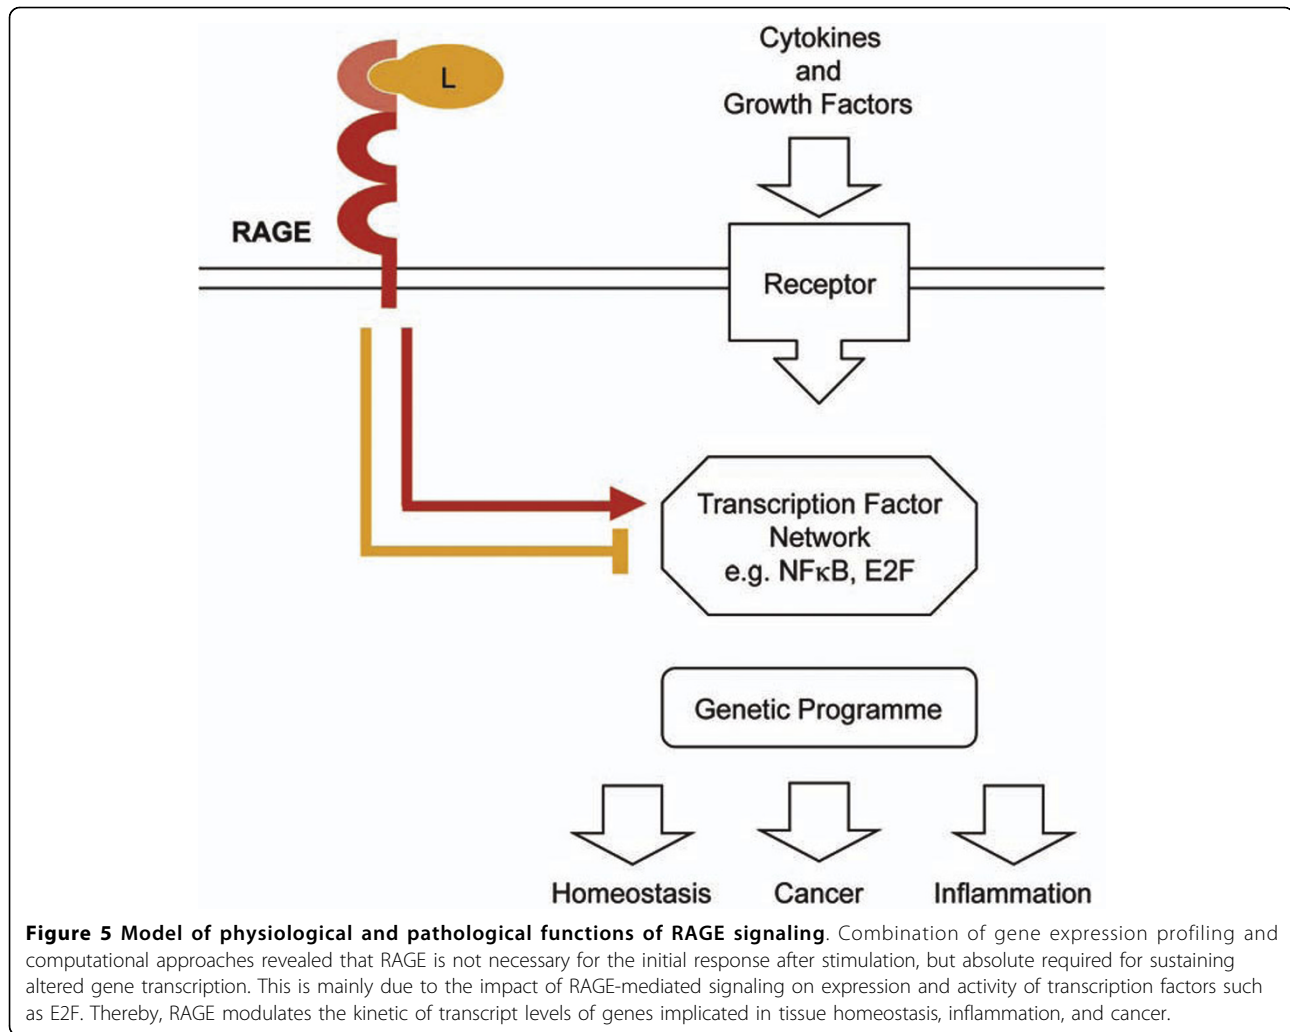 L
Cytokines
and
Growth Factors
RAGE
Receptor
Transcription Factor
Network
e.g. NFκB, E2F
Genetic Programme
Homeostasis
Cancer
Inflammation
Figure 5 Model of physiological and pathological functions of RAGE signaling. Combination of gene expression profiling and
computational approaches revealed that RAGE is not necessary for the initial response after stimulation, but absolute required for sustaining
altered gene transcription. This is mainly due to the impact of RAGE-mediated signaling on expression and activity of transcription factors such
as E2F. Thereby, RAGE modulates the kinetic of transcript levels of genes implicated in tissue homeostasis, inflammation, and cancer.